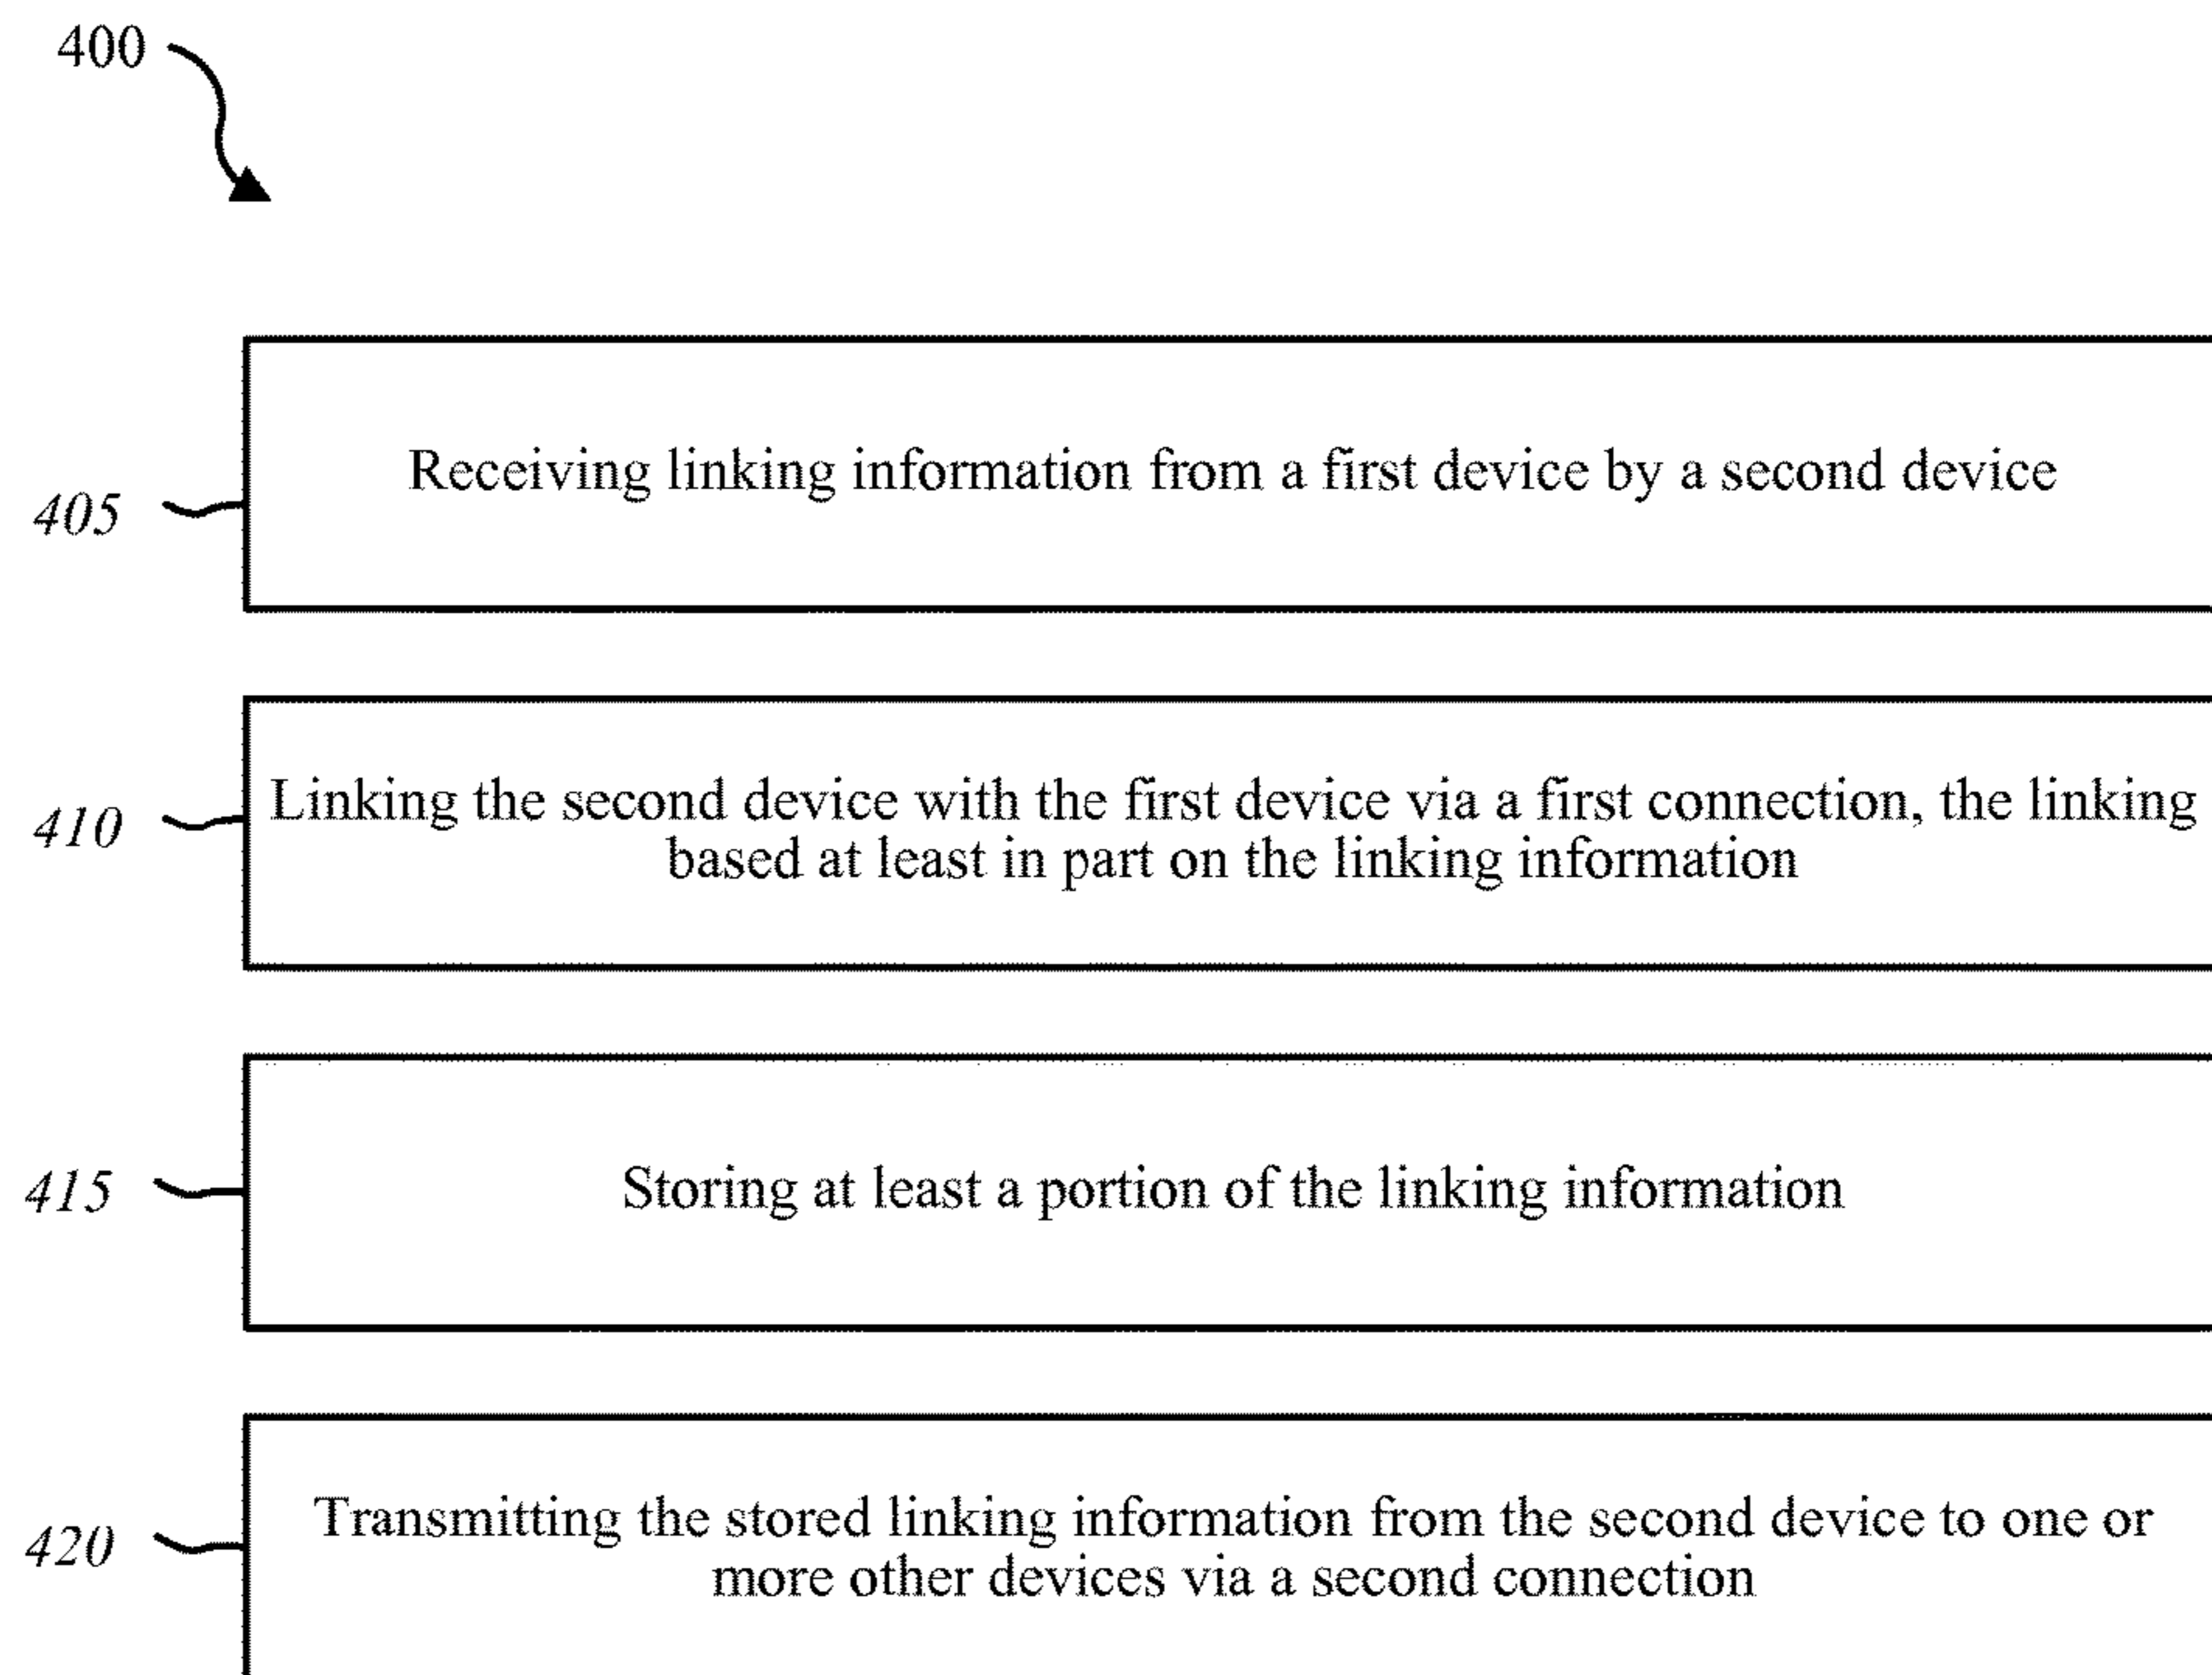 400
Receiving linking information from a first device by a second device
405
Linking the second device with the first device via a first connection, the linking
based at least in part on the linking information
410
Storing at least a portion of the linking information
415
Transmitting the stored linking information from the second device to one or
more other devices via a second connection
420